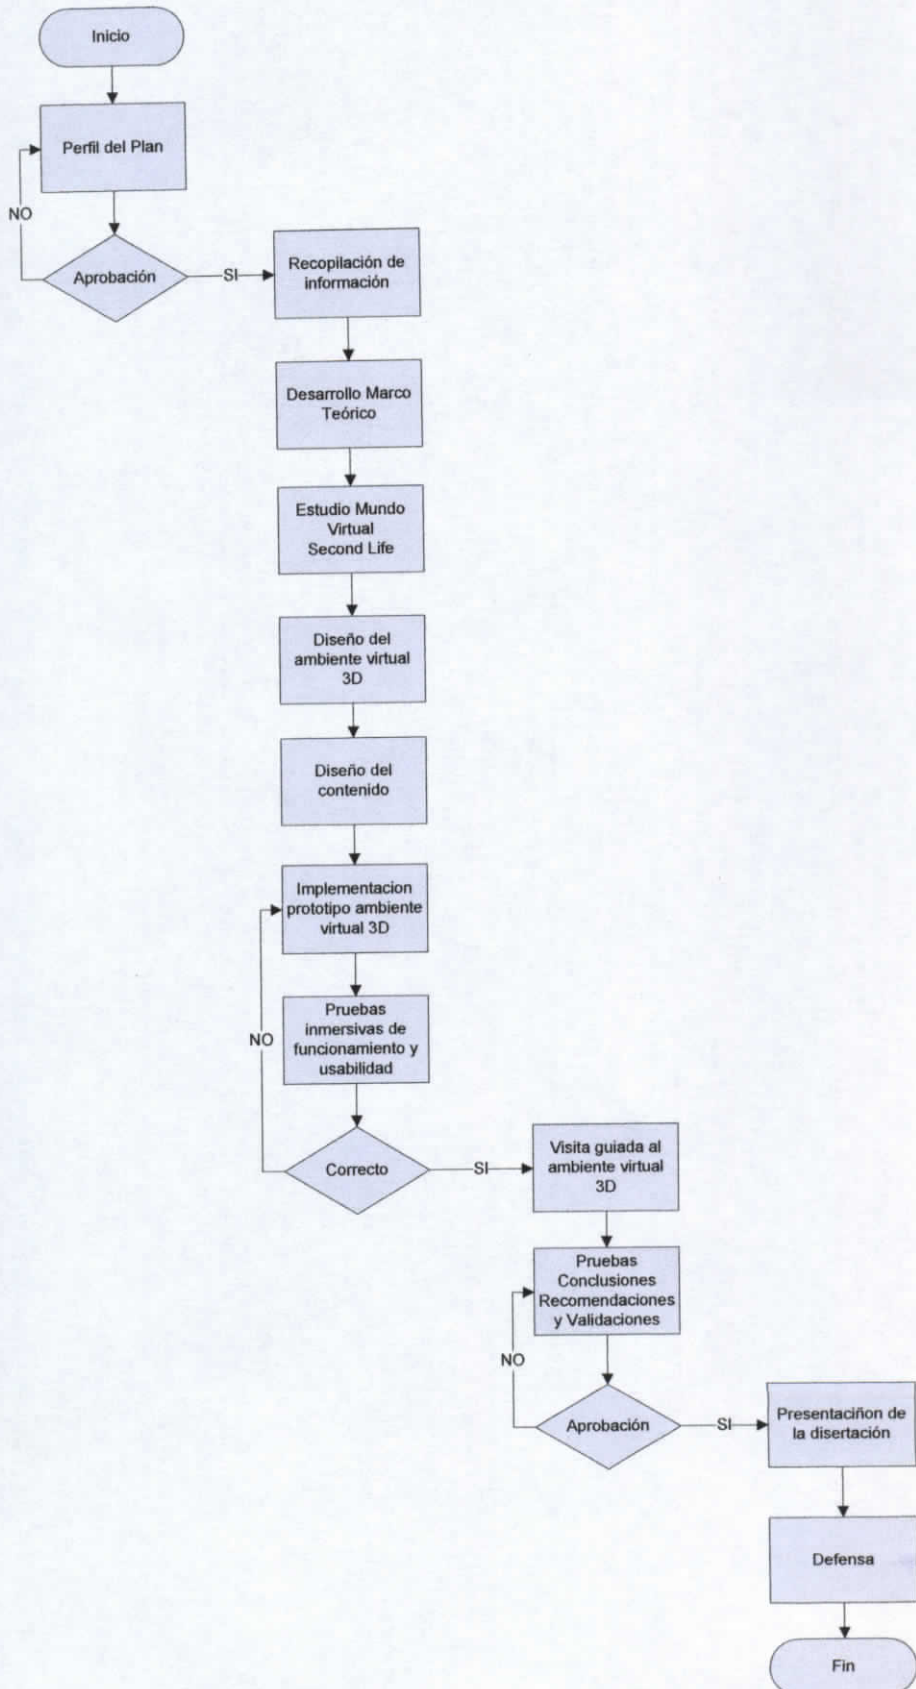 Inicio
Perfil del Plan
NO
Aprobación
SI
Recopilación de
información
Desarrollo Marco
Teórico
Estudio Mundo
Virtual
Second Life
Diseño del
ambiente virtual
3D
Diseño del
contenido
Implementacion
prototipo ambiente
virtual 3D
Pruebas
inmersivas de
funcionamiento y
usabilidad
NO
Correcto
SI
Visita guiada al
ambiente virtual
3D
Pruebas
Conclusiones
Recomendaciones
y Validaciones
NO
Aprobación
SI
Presentaciñon de
la disertación
Defensa
Fin